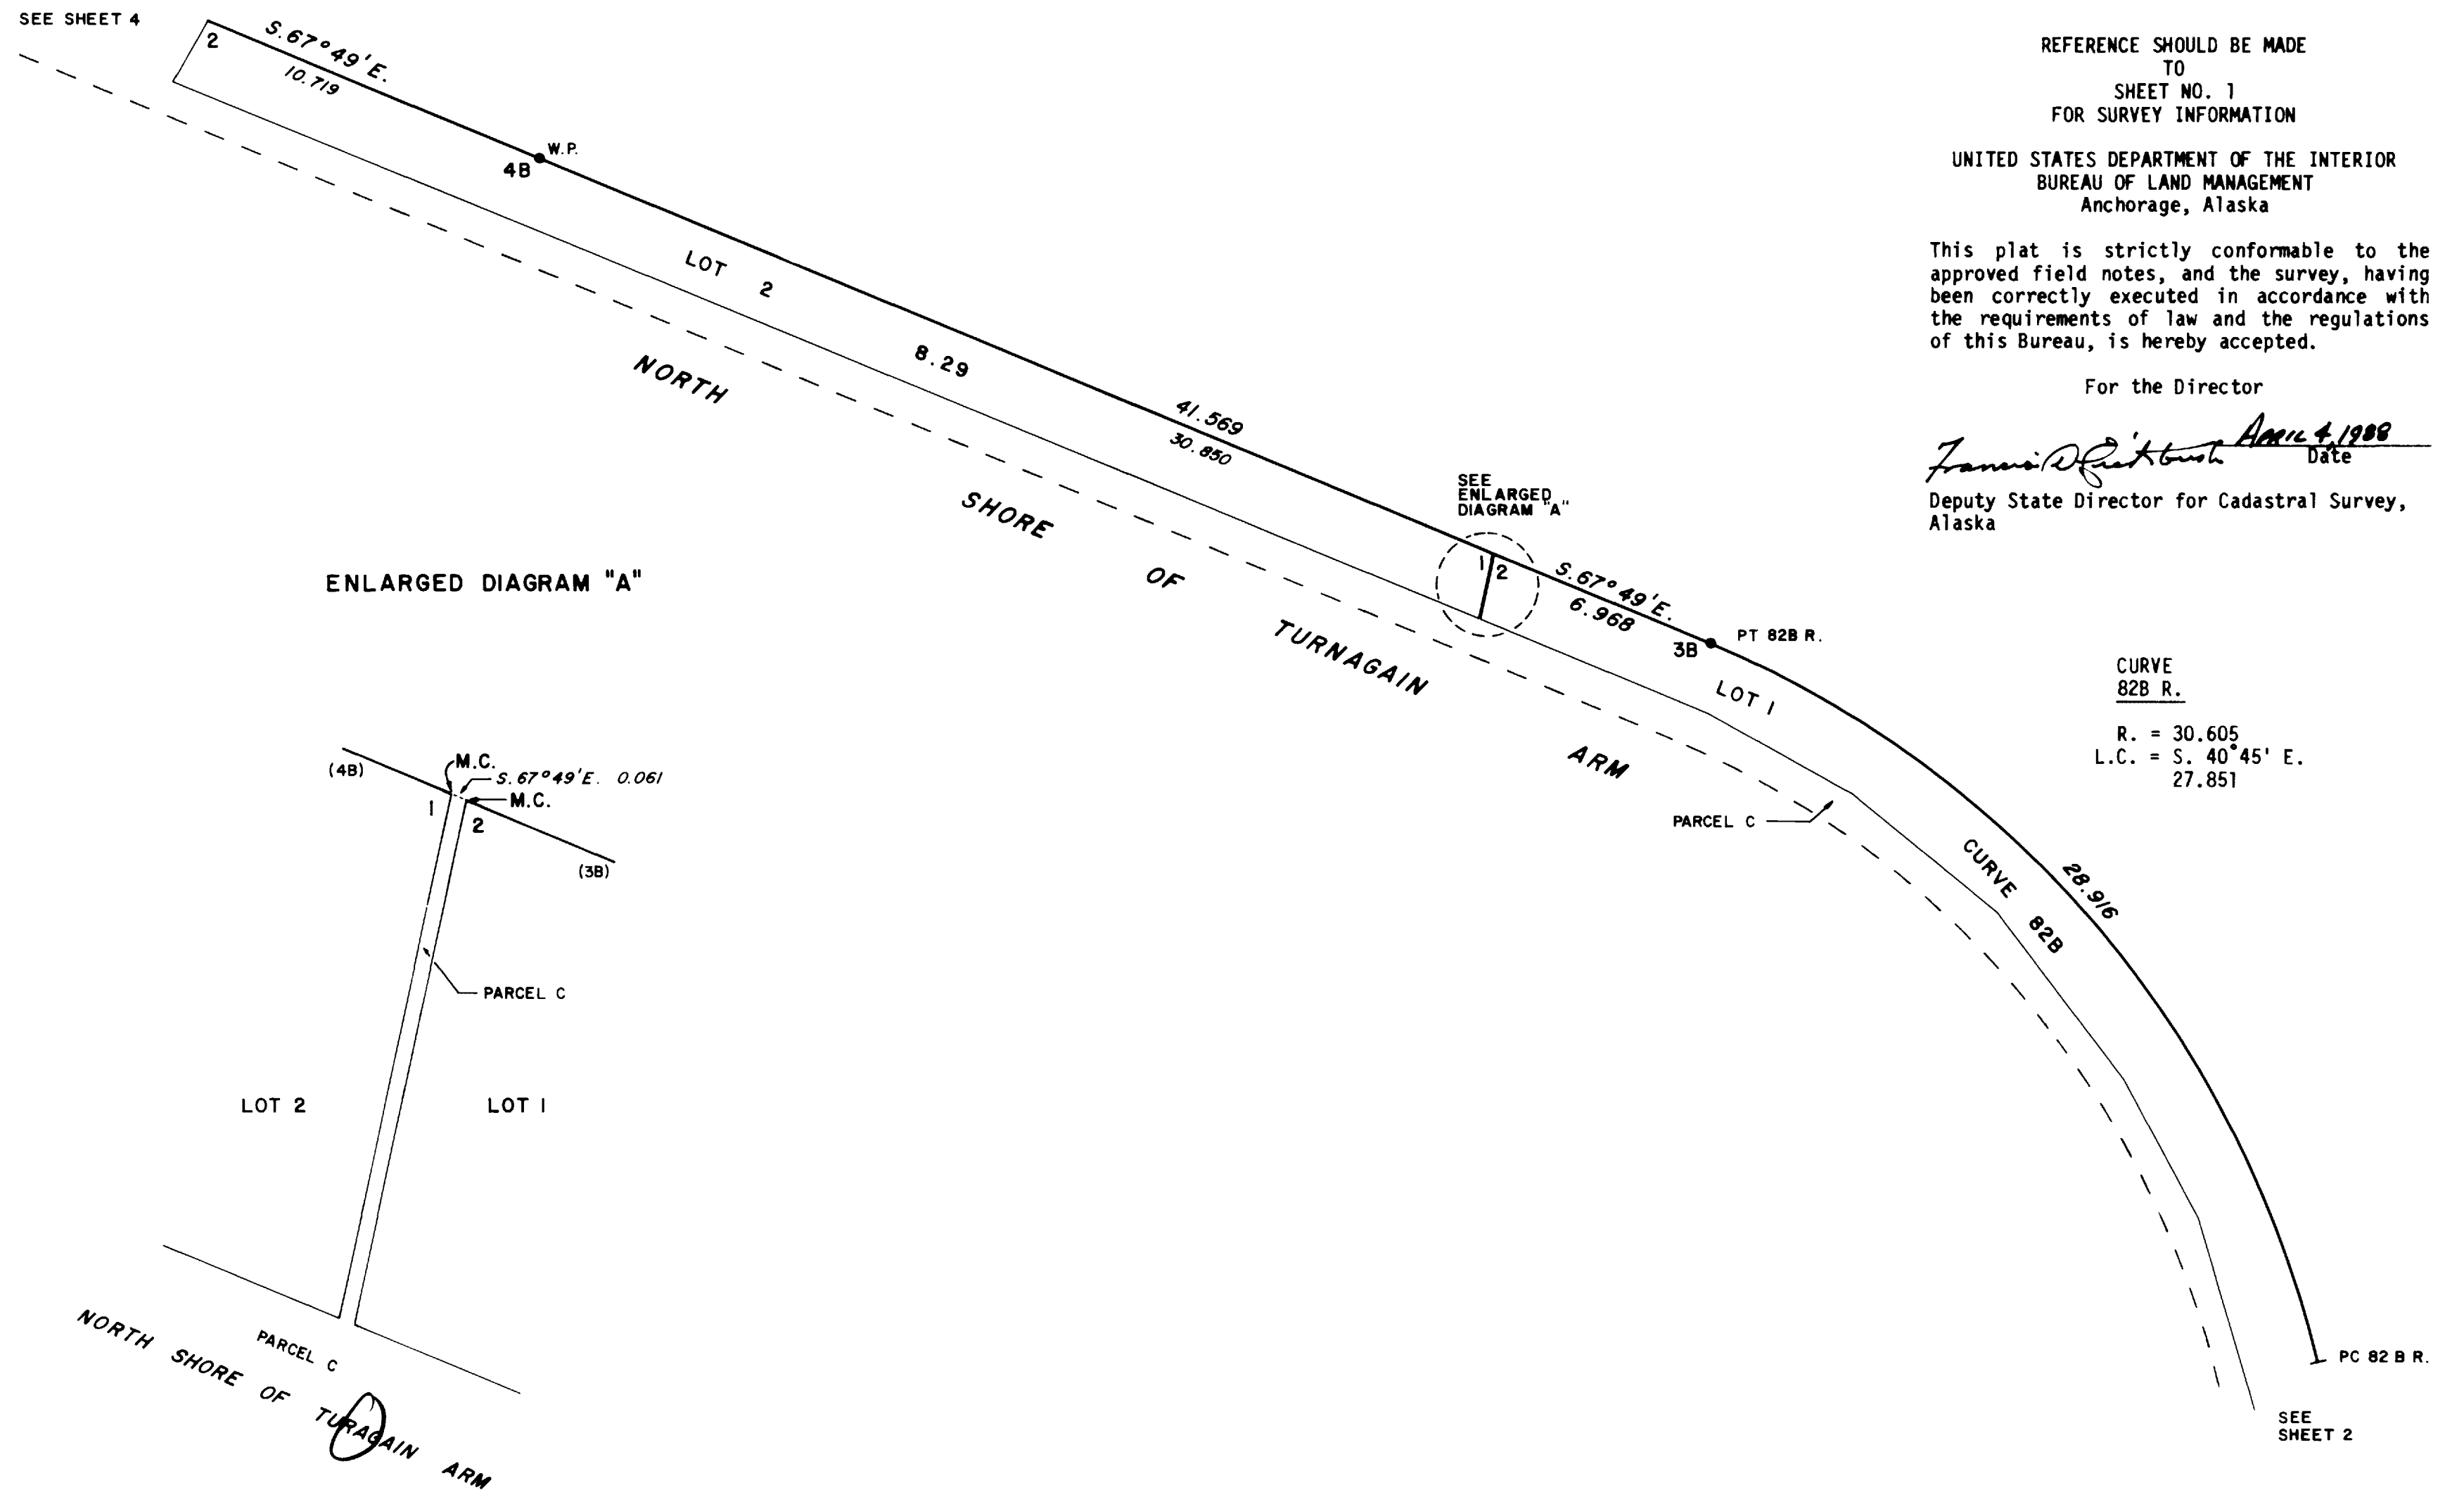 SEE SHEET 4
2
S. 67° 49' E.
10.719
W.P.
4B
LOT 2
8.29
41.569
30.850
NORTH SHORE OF TURNAGAIN ARM
SEE
ENLARGED
DIAGRAM "A"
1
2
S. 67° 49' E.
6.968
3B
PT 82B R.
LOT 1
PARCEL C
CURVE 82B
28.916
PC 82 B R.
SEE
SHEET 2
REFERENCE SHOULD BE MADE
TO
SHEET NO. 1
FOR SURVEY INFORMATION
UNITED STATES DEPARTMENT OF THE INTERIOR
BUREAU OF LAND MANAGEMENT
Anchorage, Alaska
This plat is strictly conformable to the
approved field notes, and the survey, having
been correctly executed in accordance with
the requirements of law and the regulations
of this Bureau, is hereby accepted.
For the Director
APRIL 4, 1988
Date
Deputy State Director for Cadastral Survey,
Alaska
CURVE
82B R.
R. = 30.605
L.C. = S. 40°45' E.
27.851
ENLARGED DIAGRAM "A"
(4B)
M.C.
S. 67° 49' E. 0.061
M.C.
1
2
(3B)
PARCEL C
LOT 2
LOT 1
PARCEL C
NORTH SHORE OF TURAGAIN ARM